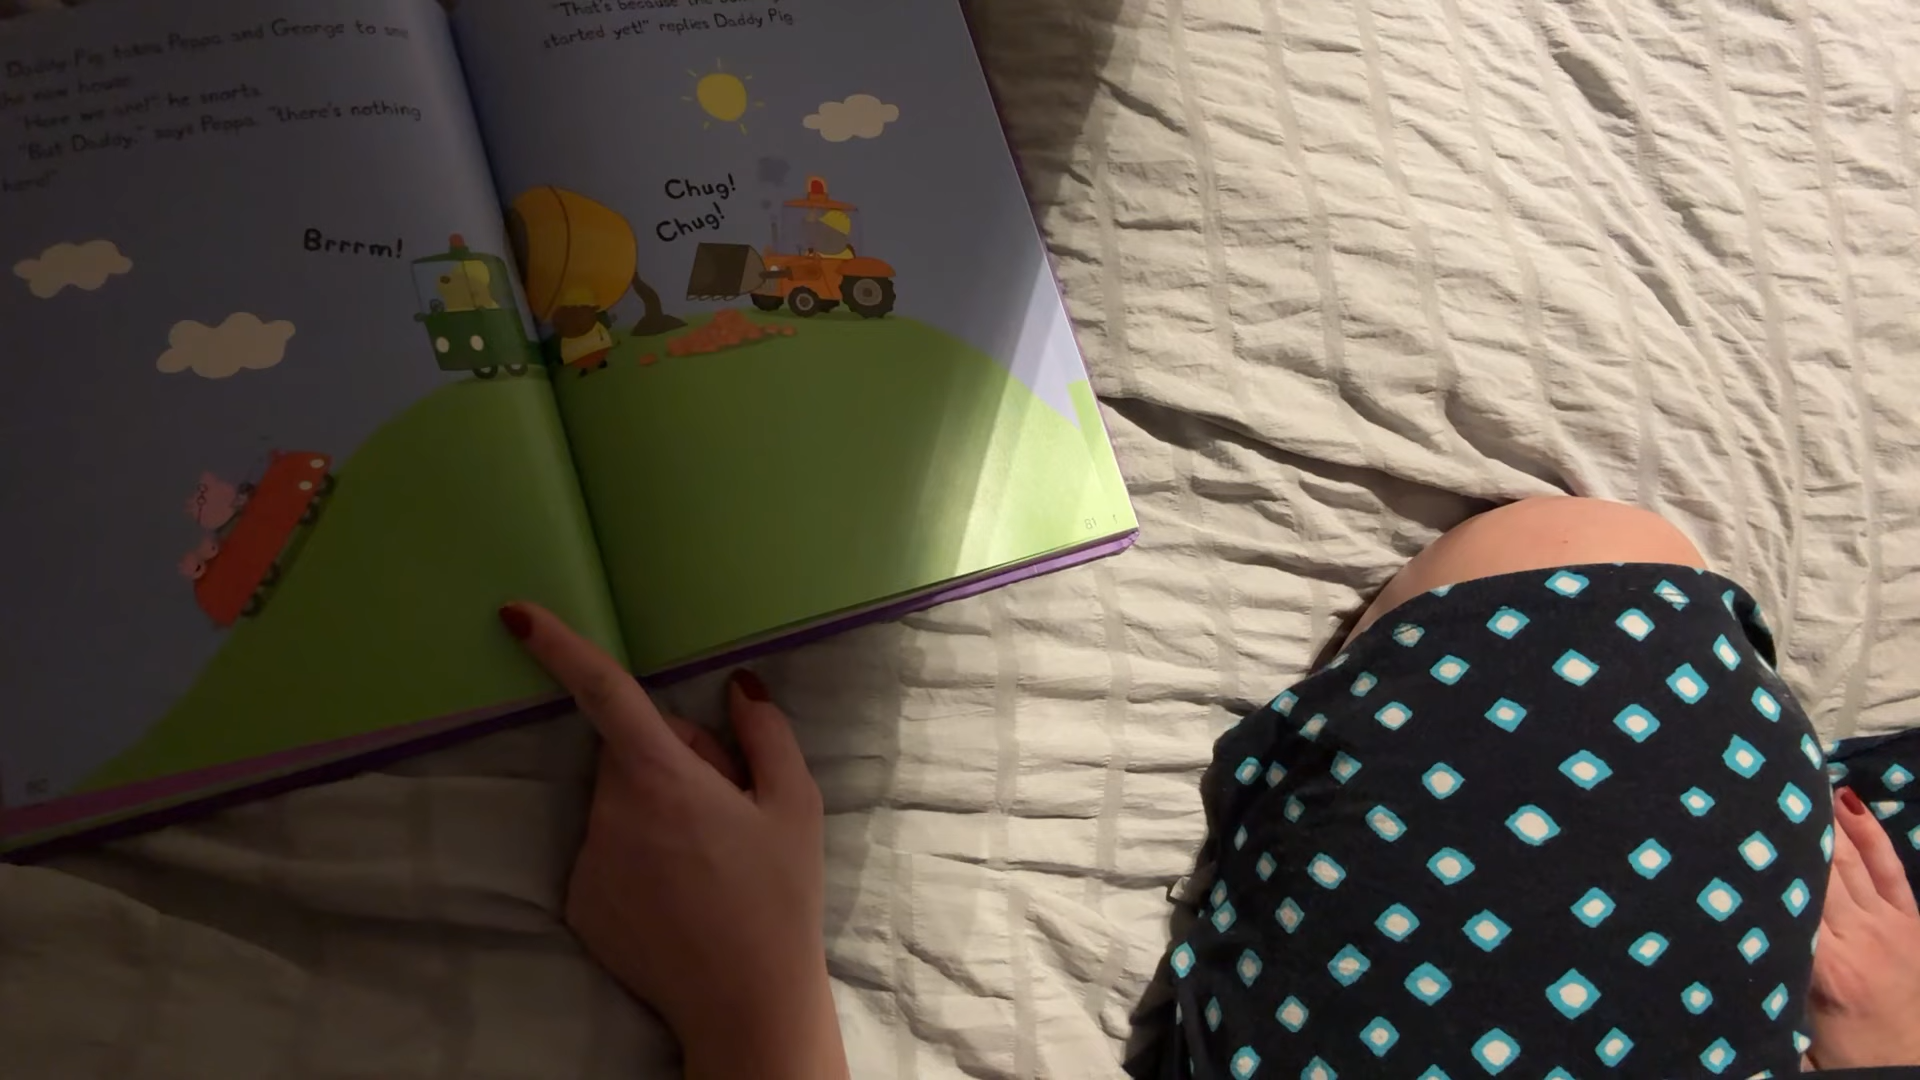 Daddy Pig takes Peppa and George to see
the new house.
"Here we are!" he snorts.
"But Daddy," says Peppa, "there's nothing
here!"
"That's because the
started yet!" replies Daddy Pig.
Brrrm!
Chug!
Chug!